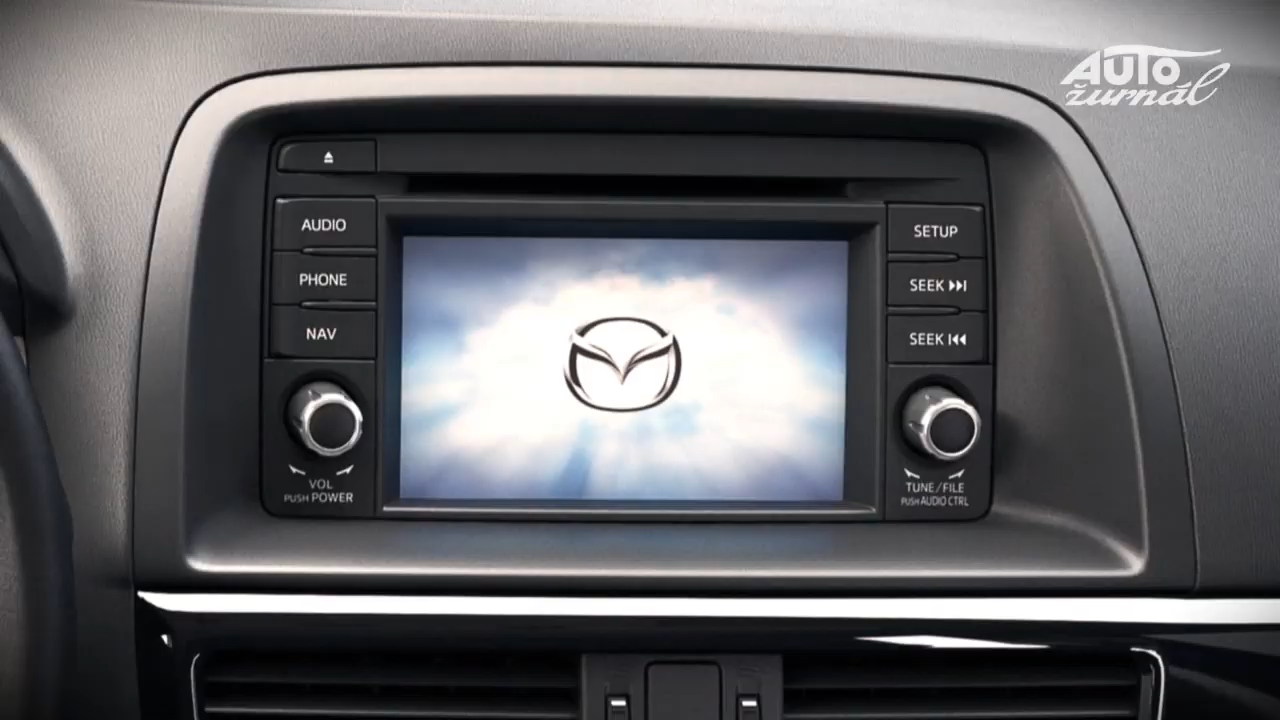 AUTO
žurnál
AUDIO
PHONE
NAV
VOL
PUSH POWER
SETUP
SEEK
SEEK
TUNE/FILE
PUSH AUDIO CTRL